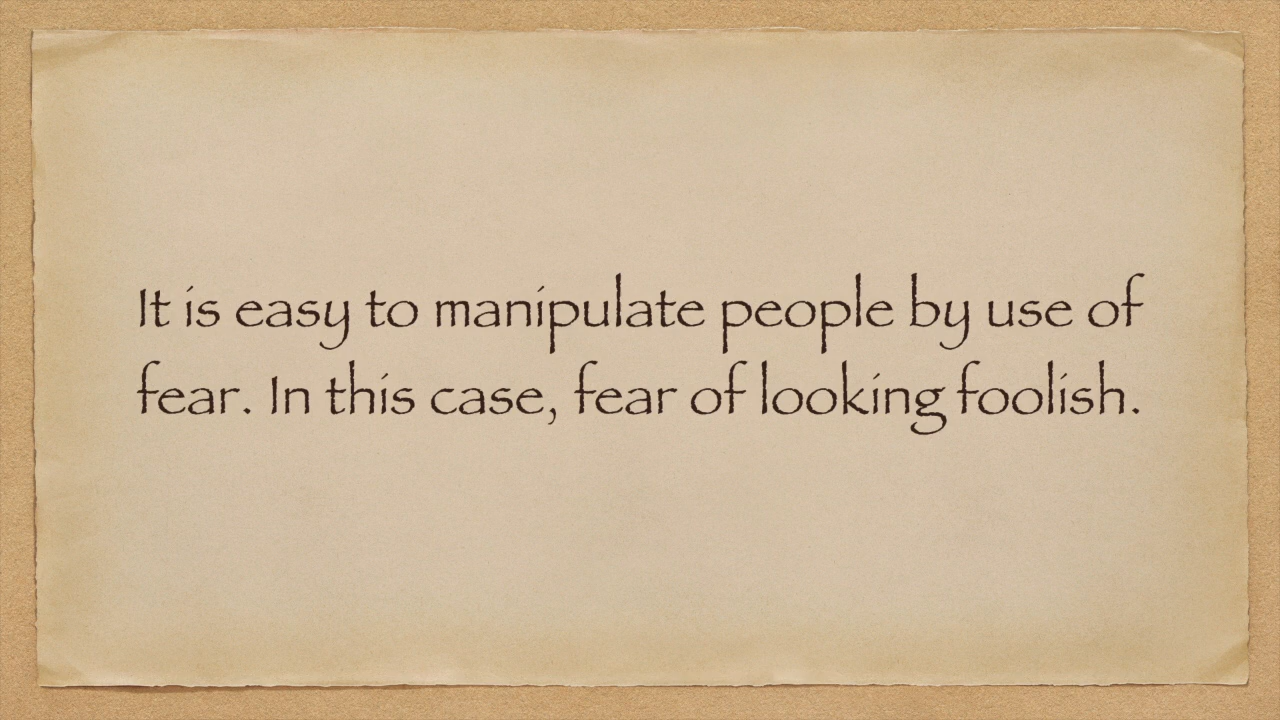 It is easy to manipulate people by use of
fear. In this case, fear of looking foolish.